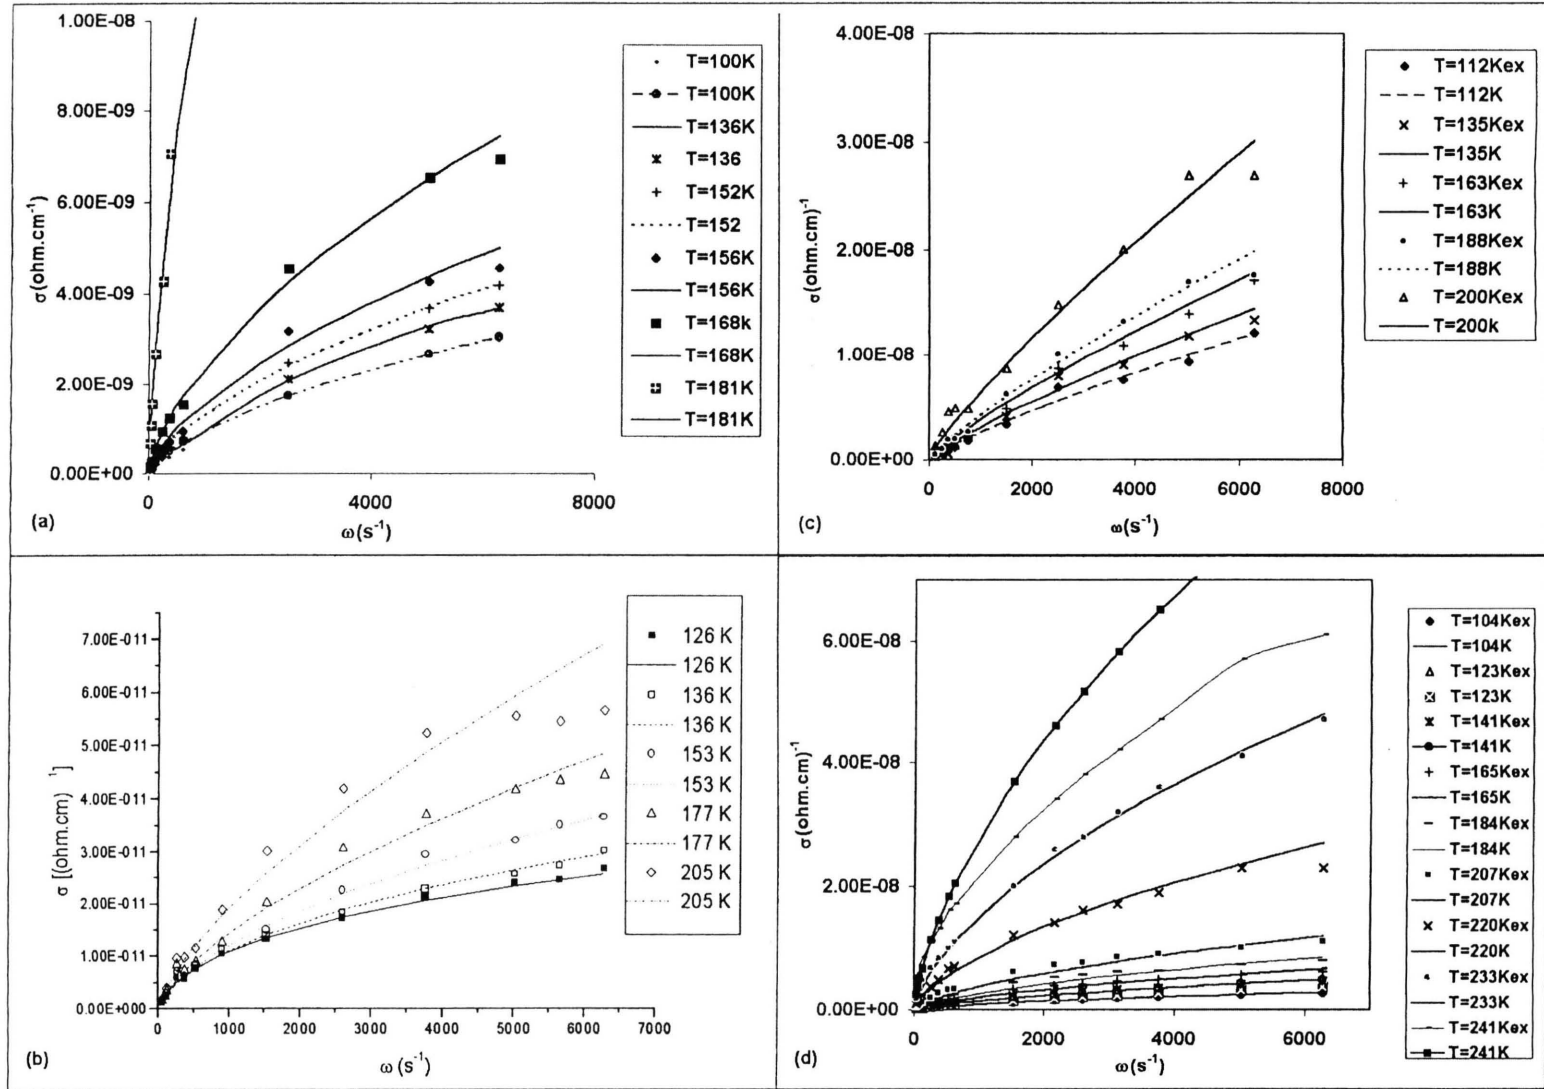 1.00E-08
8.00E-09
6.00E-09
4.00E-09
2.00E-09
0.00E+00
σ(ohm.cm⁻¹)
0
4000
8000
ω(s⁻¹)
(a)
T=100K
T=100K
T=136K
T=136
T=152K
T=152
T=156K
T=156K
T=168k
T=168K
T=181K
T=181K
4.00E-08
3.00E-08
2.00E-08
1.00E-08
0.00E+00
σ(ohm.cm)⁻¹
0
2000
4000
6000
8000
ω(s⁻¹)
(c)
T=112Kex
T=112K
T=135Kex
T=135K
T=163Kex
T=163K
T=188Kex
T=188K
T=200Kex
T=200k
7.00E-011
6.00E-011
5.00E-011
4.00E-011
3.00E-011
2.00E-011
1.00E-011
0.00E+000
σ [(ohm.cm)⁻¹]
0
1000
2000
3000
4000
5000
6000
7000
ω (s⁻¹)
(b)
126 K
126 K
136 K
136 K
153 K
153 K
177 K
177 K
205 K
205 K
6.00E-08
4.00E-08
2.00E-08
0.00E+00
σ(ohm.cm)⁻¹
0
2000
4000
6000
ω(s⁻¹)
(d)
T=104Kex
T=104K
T=123Kex
T=123K
T=141Kex
T=141K
T=165Kex
T=165K
T=184Kex
T=184K
T=207Kex
T=207K
T=220Kex
T=220K
T=233Kex
T=233K
T=241Kex
T=241K